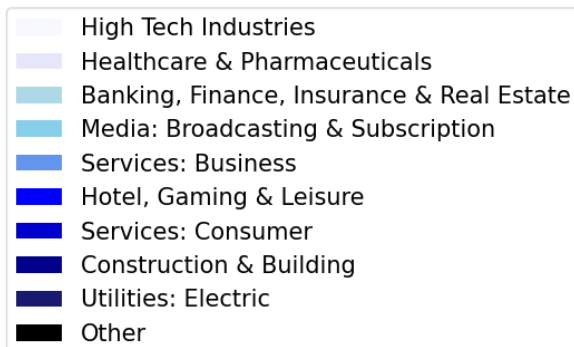 High Tech Industries
Healthcare & Pharmaceuticals
Banking, Finance, Insurance & Real Estate
Media: Broadcasting & Subscription
Services: Business
Hotel, Gaming & Leisure
Services: Consumer
Construction & Building
Utilities: Electric
Other